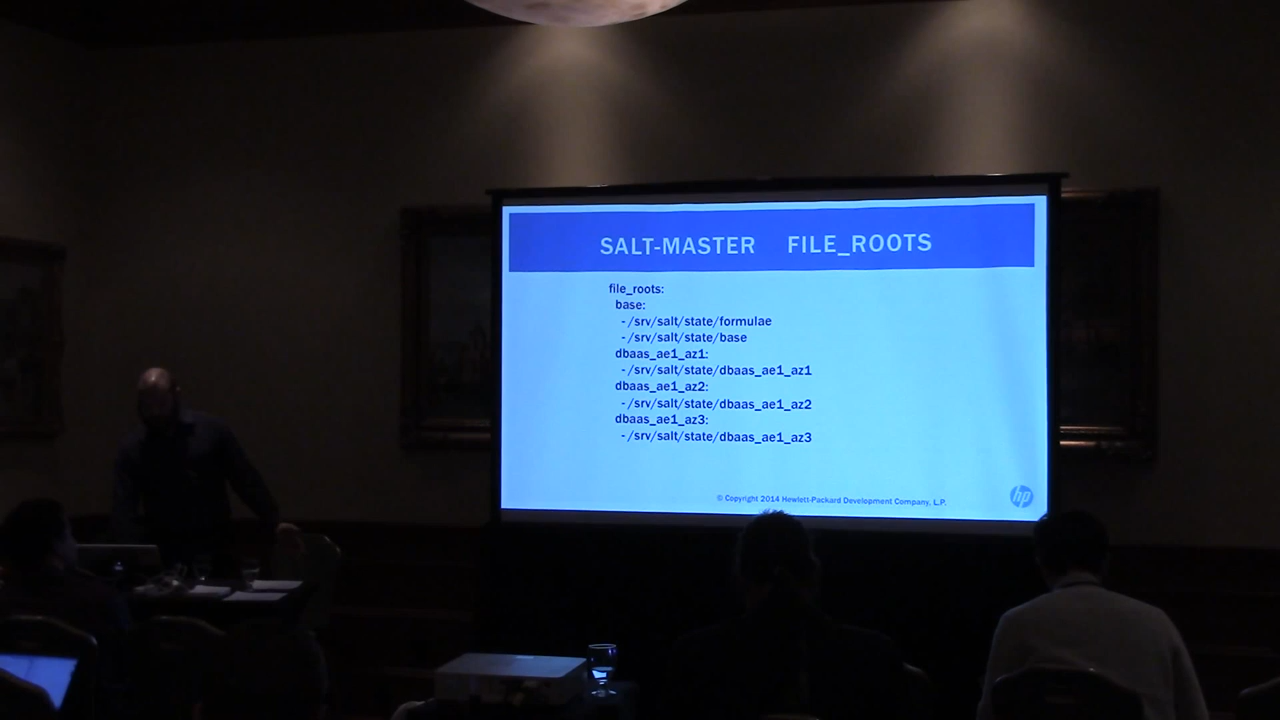 SALT-MASTER FILE_ROOTS
file_roots:
base:
- /srv/salt/state/formulae
- /srv/salt/state/base
dbaas_ae1_az1:
- /srv/salt/state/dbaas_ae1_az1
dbaas_ae1_az2:
- /srv/salt/state/dbaas_ae1_az2
dbaas_ae1_az3:
- /srv/salt/state/dbaas_ae1_az3
© Copyright 2014 Hewlett-Packard Development Company, L.P.
hp